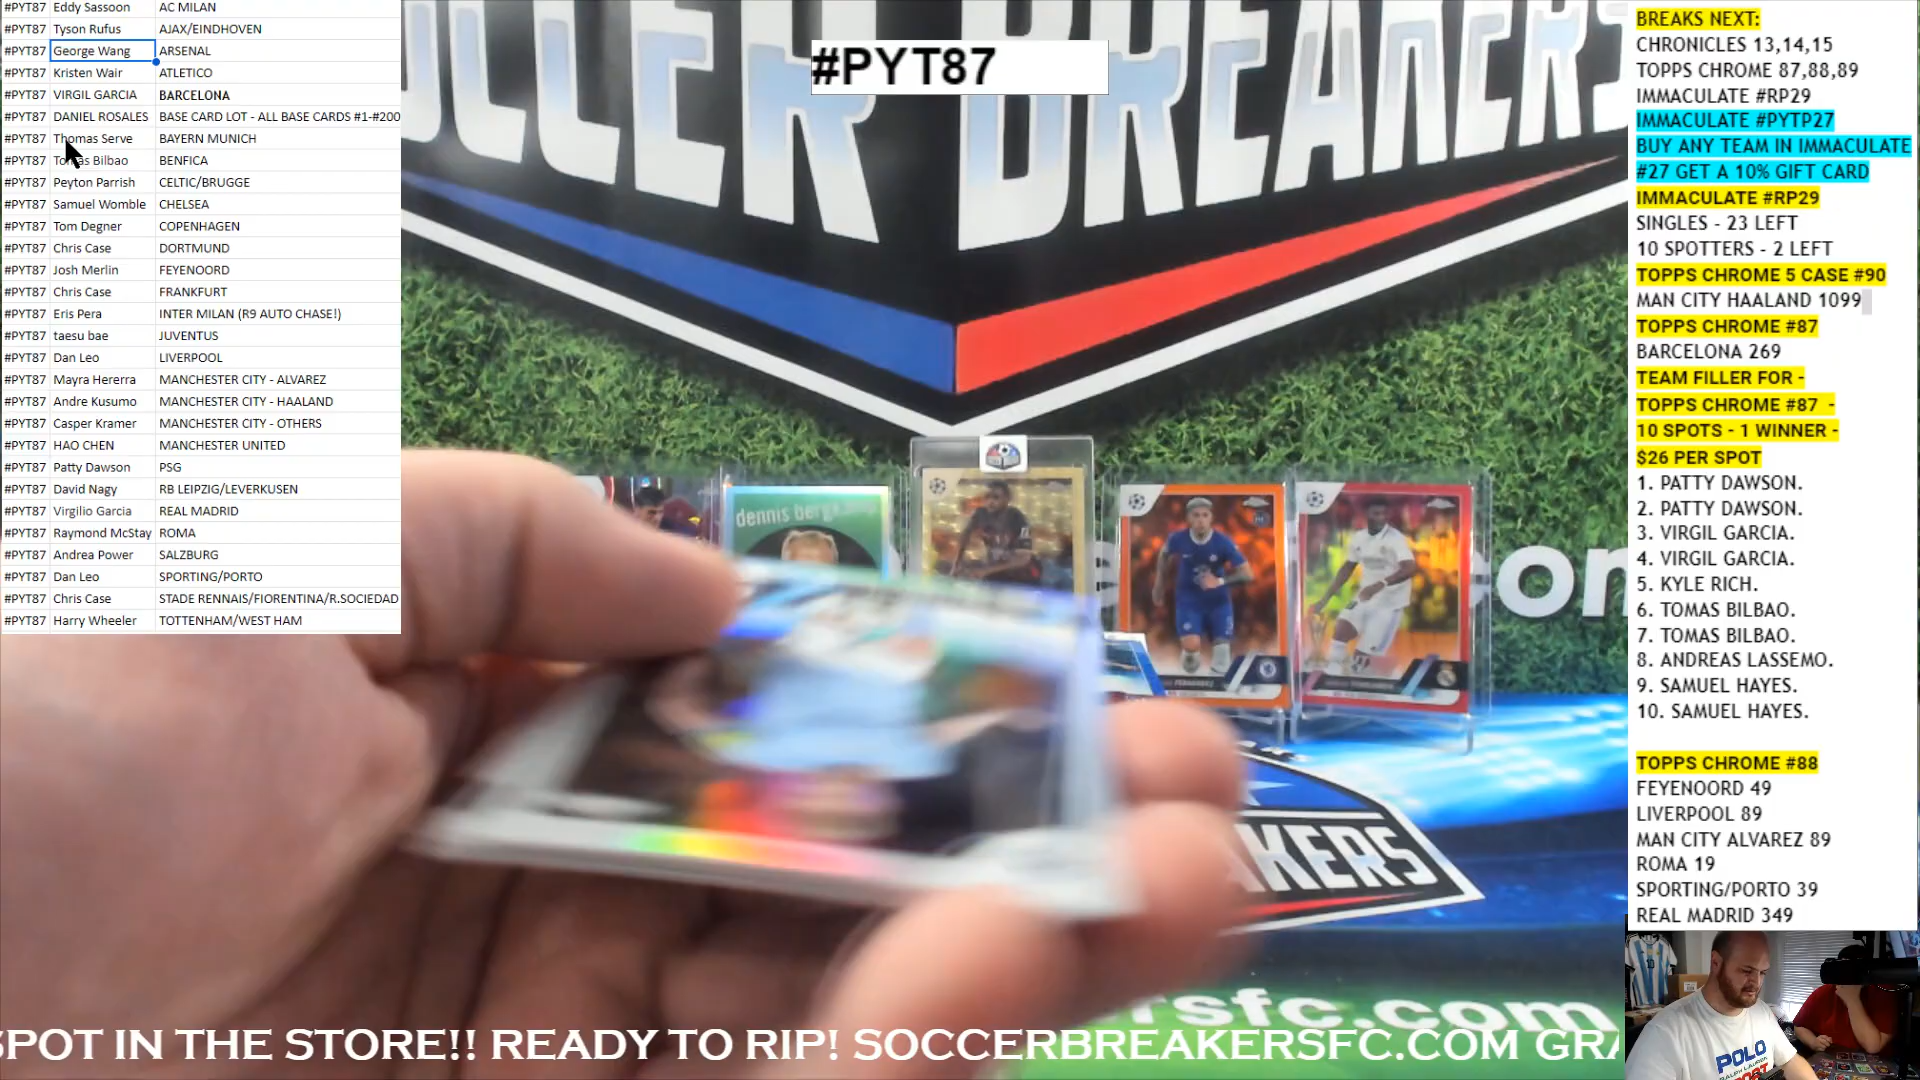 #PYT87 Eddy Sassoon AC MILAN
#PYT87 Tyson Rufus AJAX/EINDHOVEN
#PYT87 George Wang ARSENAL
#PYT87 Kristen Wair ATLETICO
#PYT87 VIRGIL GARCIA BARCELONA
#PYT87 DANIEL ROSALES BASE CARD LOT - ALL BASE CARDS #1-#200
#PYT87 Thomas Serve BAYERN MUNICH
#PYT87 Tomas Bilbao BENFICA
#PYT87 Peyton Parrish CELTIC/BRUGGE
#PYT87 Samuel Womble CHELSEA
#PYT87 Tom Degner COPENHAGEN
#PYT87 Chris Case DORTMUND
#PYT87 Josh Merlin FEYENOORD
#PYT87 Chris Case FRANKFURT
#PYT87 Eris Pera INTER MILAN (R9 AUTO CHASE!)
#PYT87 taesu bae JUVENTUS
#PYT87 Dan Leo LIVERPOOL
#PYT87 Mayra Hererra MANCHESTER CITY - ALVAREZ
#PYT87 Andre Kusumo MANCHESTER CITY - HAALAND
#PYT87 Casper Kramer MANCHESTER CITY - OTHERS
#PYT87 HAO CHEN MANCHESTER UNITED
#PYT87 Patty Dawson PSG
#PYT87 David Nagy RB LEIPZIG/LEVERKUSEN
#PYT87 Virgilio Garcia REAL MADRID
#PYT87 Raymond McStay ROMA
#PYT87 Andrea Power SALZBURG
#PYT87 Dan Leo SPORTING/PORTO
#PYT87 Chris Case STADE RENNAIS/FIORENTINA/R.SOCIEDAD
#PYT87 Harry Wheeler TOTTENHAM/WEST HAM
#PYT87
BREAKERS
dennis
BREAKS NEXT:
CHRONICLES 13,14,15
TOPPS CHROME 87,88,89
IMMACULATE #RP29
IMMACULATE #PYTP27
BUY ANY TEAM IN IMMACULATE
#27 GET A 10% GIFT CARD
IMMACULATE #RP29
SINGLES - 23 LEFT
10 SPOTTERS - 2 LEFT
TOPPS CHROME 5 CASE #90
MAN CITY HAALAND 1099
TOPPS CHROME #87
BARCELONA 269
TEAM FILLER FOR -
TOPPS CHROME #87 -
10 SPOTS - 1 WINNER -
$26 PER SPOT
1. PATTY DAWSON.
2. PATTY DAWSON.
3. VIRGIL GARCIA.
4. VIRGIL GARCIA.
5. KYLE RICH.
6. TOMAS BILBAO.
7. TOMAS BILBAO.
8. ANDREAS LASSEMO.
9. SAMUEL HAYES.
10. SAMUEL HAYES.
TOPPS CHROME #88
FEYENOORD 49
LIVERPOOL 89
MAN CITY ALVAREZ 89
ROMA 19
SPORTING/PORTO 39
REAL MADRID 349
KERS
sfc.com
POLO
SPOT IN THE STORE!! READY TO RIP! SOCCERBREAKERSFC.COM GRA